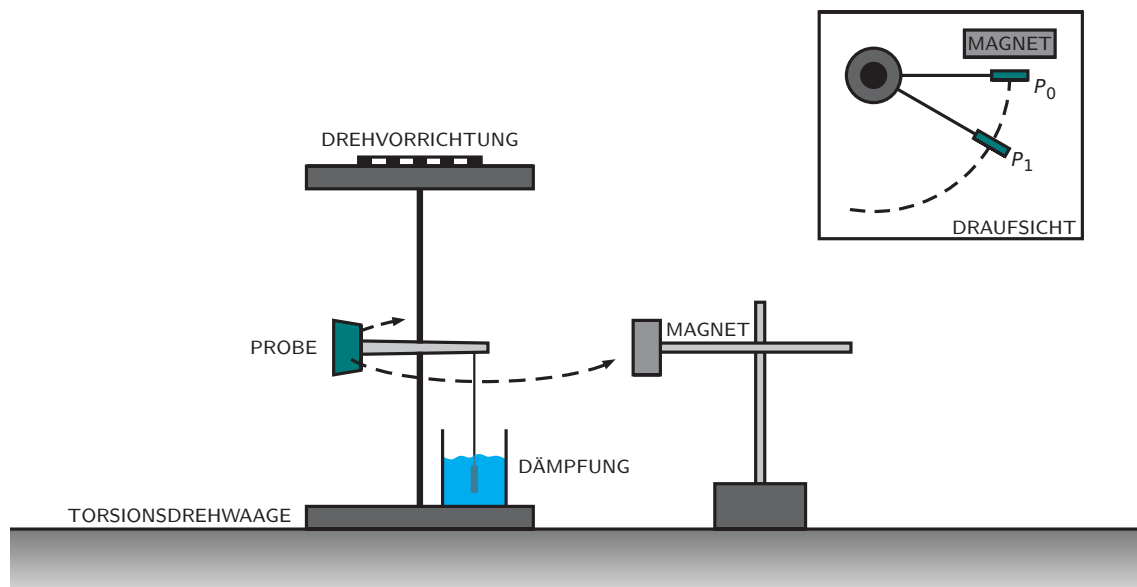 MAGNET
P0
P1
DRAUFSICHT
DREHVORRICHTUNG
PROBE
MAGNET
DÄMPFUNG
TORSIONSDREHWAAGE